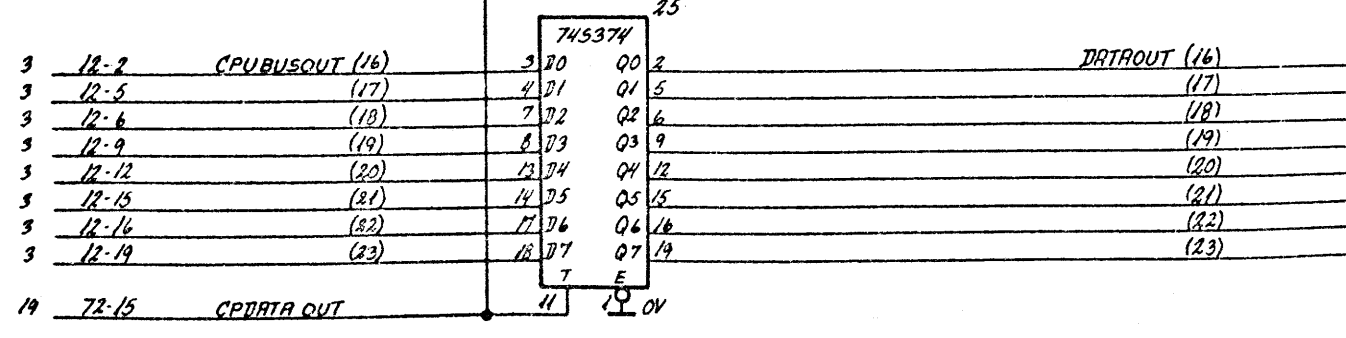 25
74S374
3 12-2 CPUBUSOUT (16) 3 D0 Q0 2 DATAOUT (16)
3 12-5 (17) 4 D1 Q1 5 (17)
3 12-6 (18) 7 D2 Q2 6 (18)
3 12-9 (19) 8 D3 Q3 9 (19)
3 12-12 (20) 13 D4 Q4 12 (20)
3 12-15 (21) 14 D5 Q5 15 (21)
3 12-16 (22) 17 D6 Q6 16 (22)
3 12-19 (23) 18 D7 Q7 19 (23)
T E
19 72-15 CPDATA OUT 11 1 0V